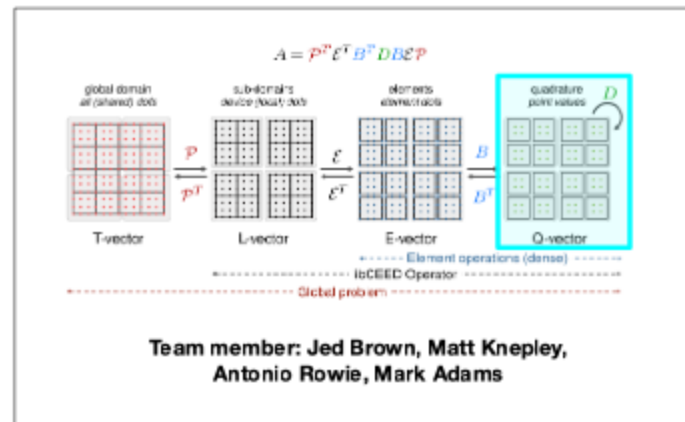 A = 𝒫ᵀℰᵀBᵀDBℰ𝒫
global domain
all (shared) dofs
sub-domains
device (local) dofs
elements
element dofs
quadrature
point values
D
𝒫
𝒫ᵀ
ℰ
ℰᵀ
B
Bᵀ
T-vector
L-vector
E-vector
Q-vector
Element operations (dense)
libCEED Operator
Global problem
Team member: Jed Brown, Matt Knepley,
Antonio Rowie, Mark Adams